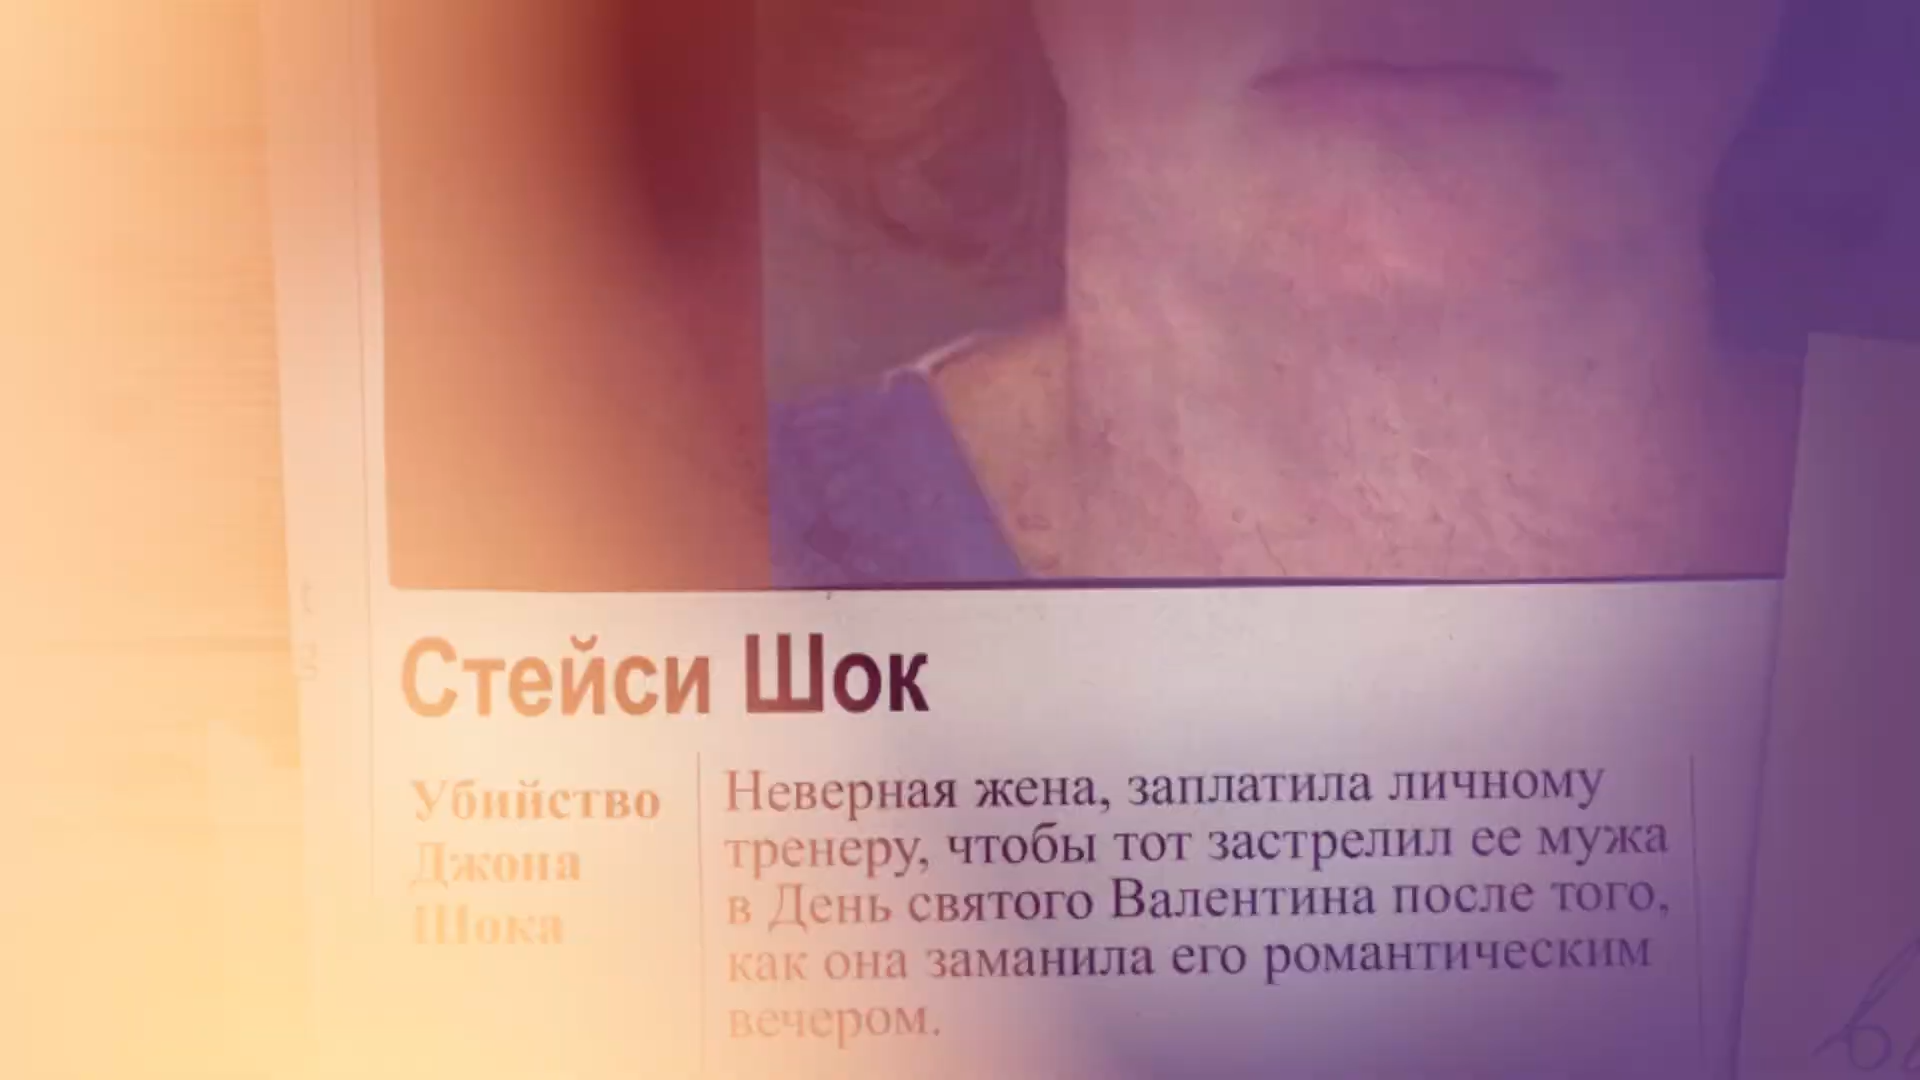 Стейси Шок
Убийство
Джона
Шока
Неверная жена, заплатила личному
тренеру, чтобы тот застрелил ее мужа
в День святого Валентина после того,
как она заманила его романтическим
вечером.